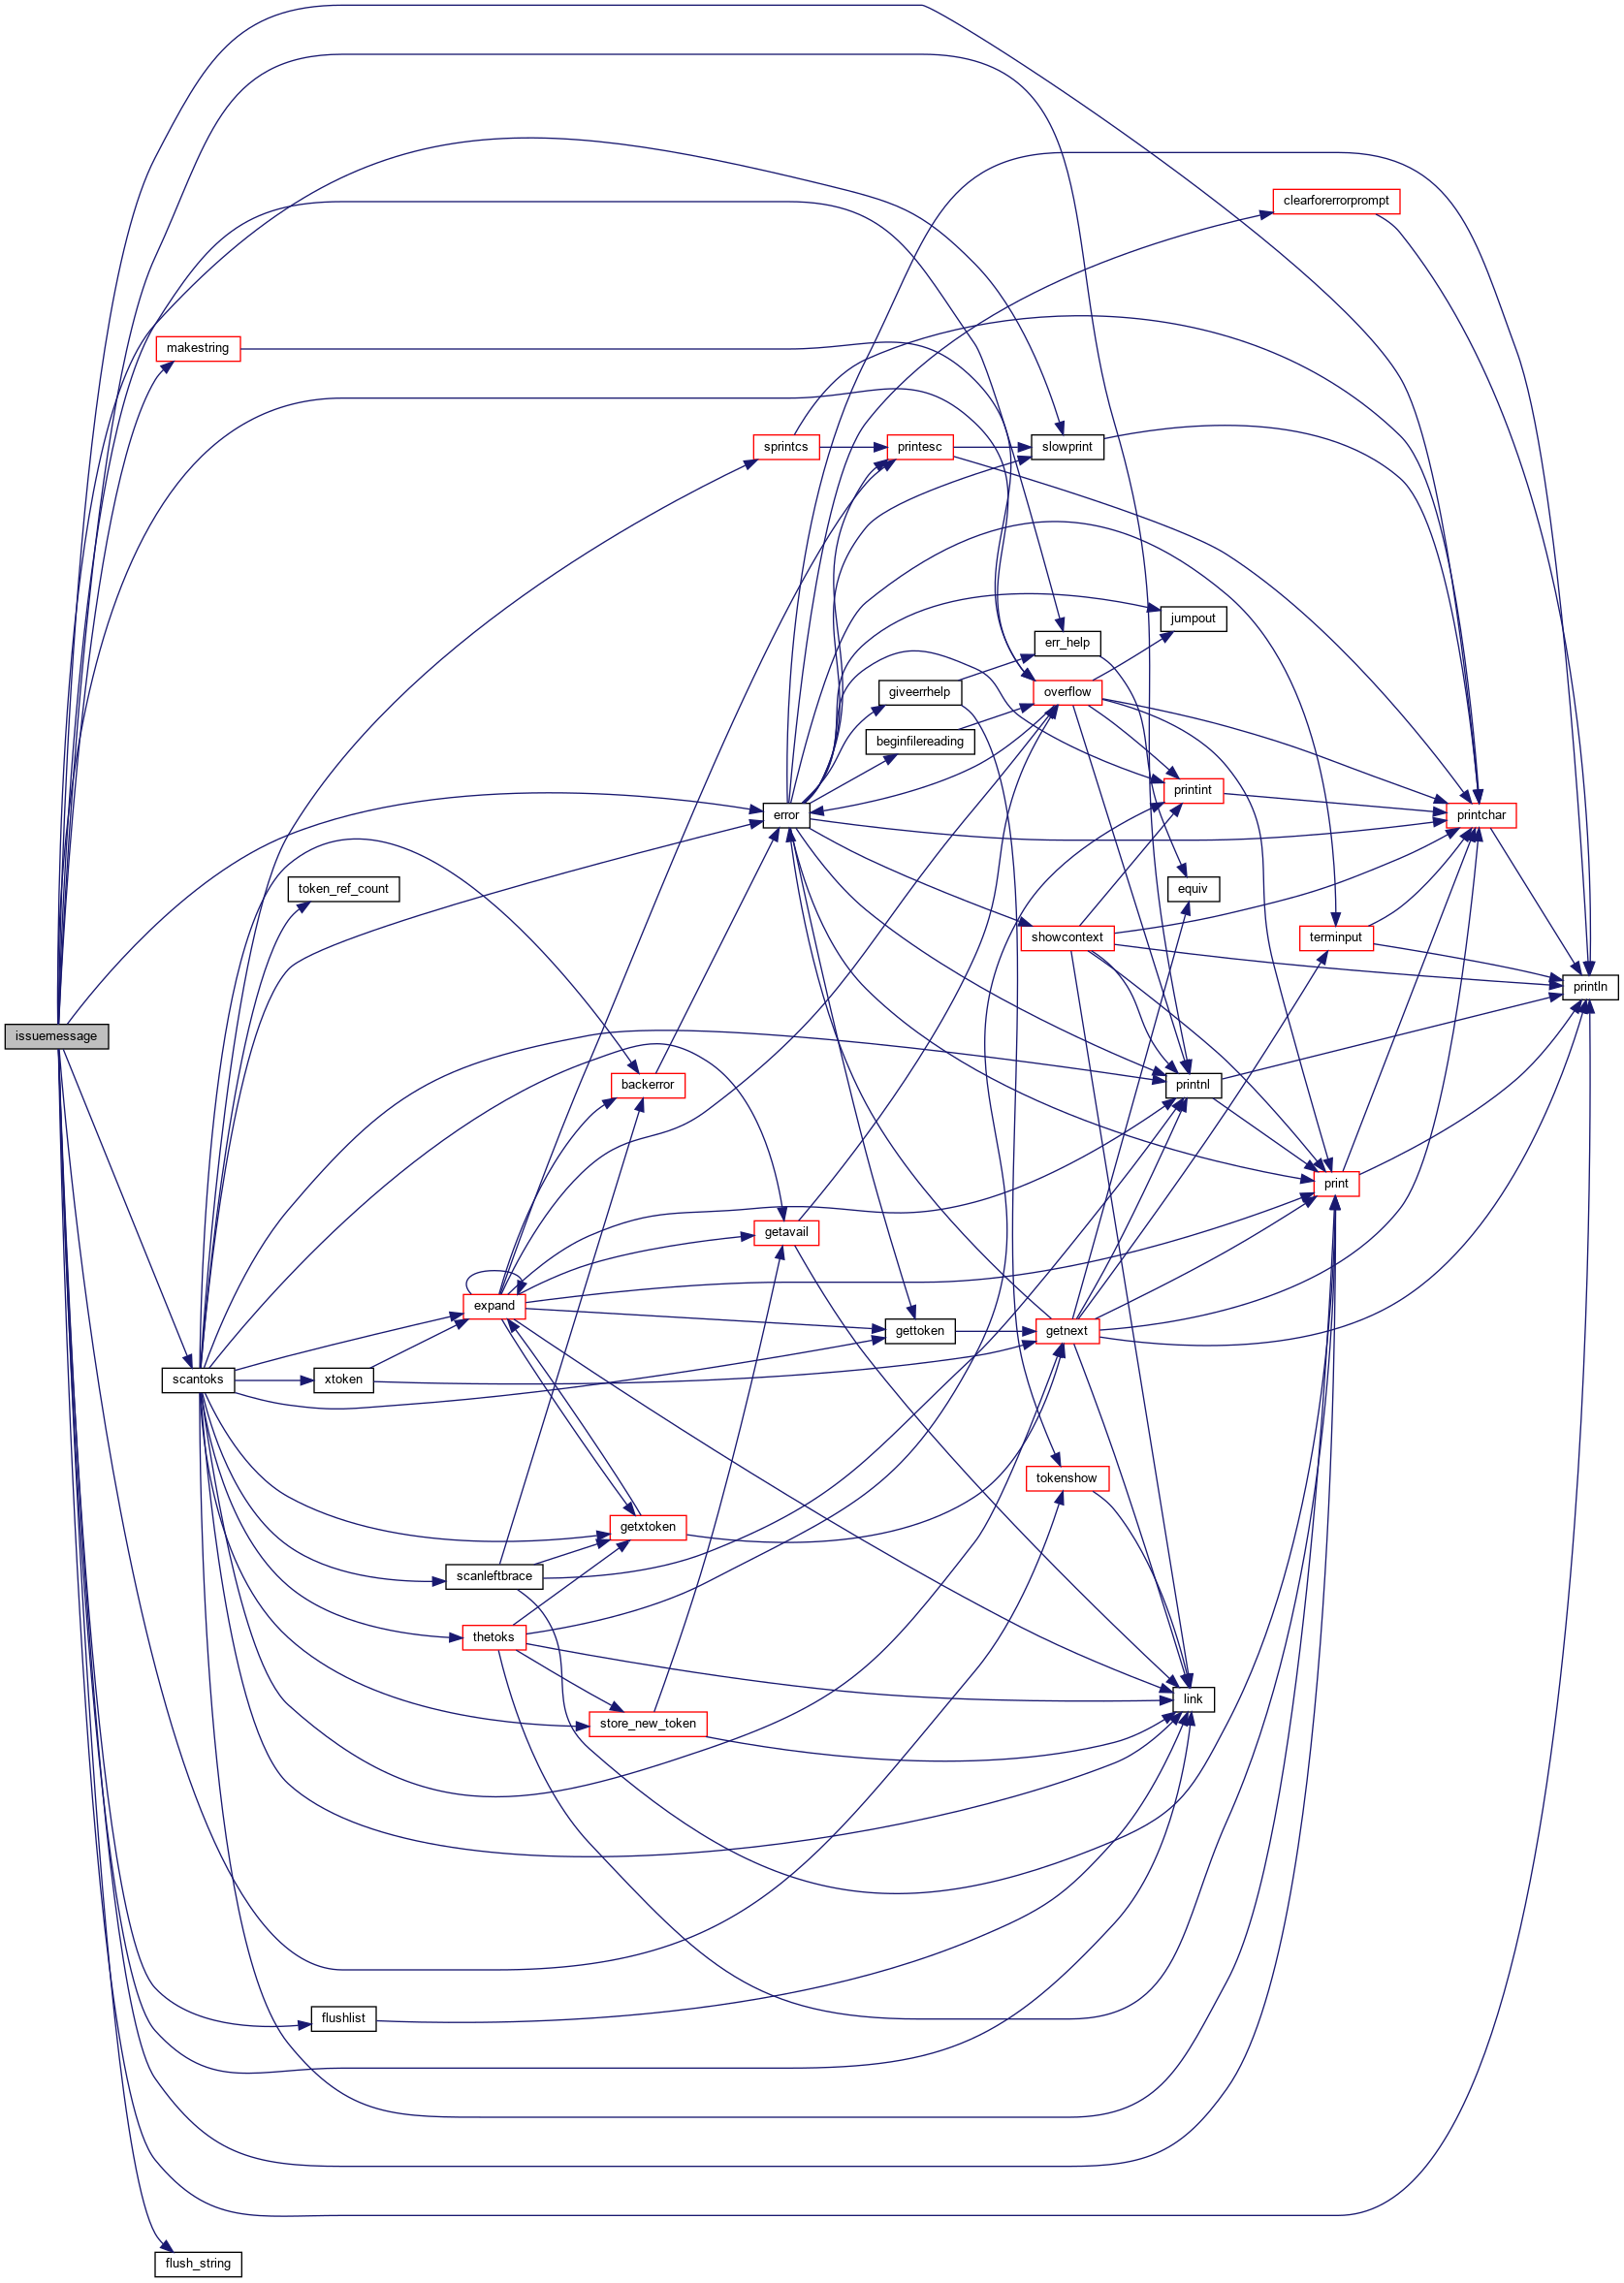 clearforerrorprompt
makestring
sprintcs
printesc
slowprint
jumpout
err_help
giveerrhelp
overflow
beginfilereading
printint
error
printchar
token_ref_count
equiv
showcontext
terminput
println
issuemessage
backerror
printnl
print
getavail
expand
gettoken
getnext
scantoks
xtoken
tokenshow
getxtoken
scanleftbrace
thetoks
link
store_new_token
flushlist
flush_string